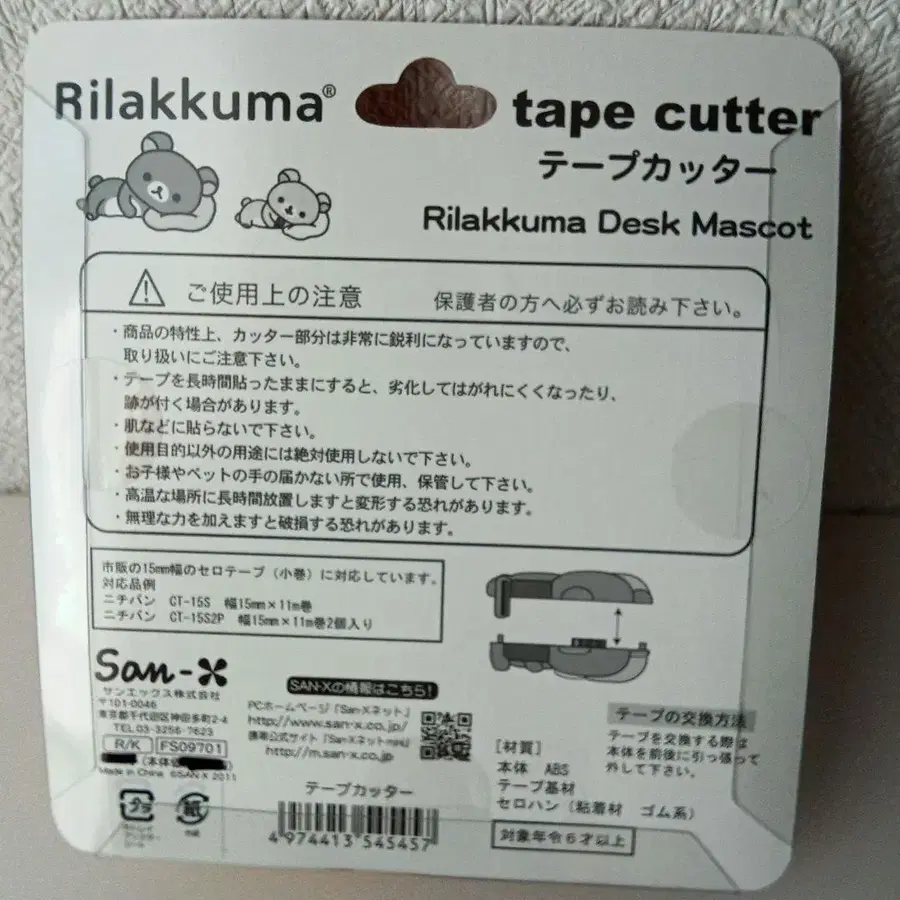 Rilakkuma®
tape cutter
テープカッター
Rilakkuma Desk Mascot
ご使用上の注意 保護者の方へ必ずお読み下さい。
・商品の特性上、カッター部分は非常に鋭利になっていますので、
取り扱いにご注意下さい。
・テープを長時間貼ったままにすると、劣化してはがれにくくなったり、
跡が付く場合があります。
・肌などに貼らないで下さい。
・使用目的以外の用途には絶対使用しないで下さい。
・お子様やペットの手の届かない所で使用、保管して下さい。
・高温な場所に長時間放置しますと変形する恐れがあります。
・無理な力を加えますと破損する恐れがあります。
市販の15mm幅のセロテープ（小巻）に対応しています。
対応品例
ニチバン CT-15S 幅15mm×11m巻
ニチバン CT-15S2P 幅15mm×11m巻2個入り
San-X
サンエックス株式会社
〒101-0046
東京都千代田区神田多町2-4
TEL 03-3256-7623
R/K FS09701
(本体価
Made in China ©SAN-X 2011
プラ
紙
SAN-Xの情報はこちら!
PCホームページ「San-Xネット」
http://www.san-x.co.jp/
携帯公式サイト「San-Xネットmini」
http://m.san-x.co.jp
テープカッター
4 974413 545457
テープの交換方法
テープを交換する際は
本体を前後に引っ張って
外して下さい。
[材質]
本体 ABS
テープ基材
セロハン（粘着材 ゴム系）
対象年令6才以上